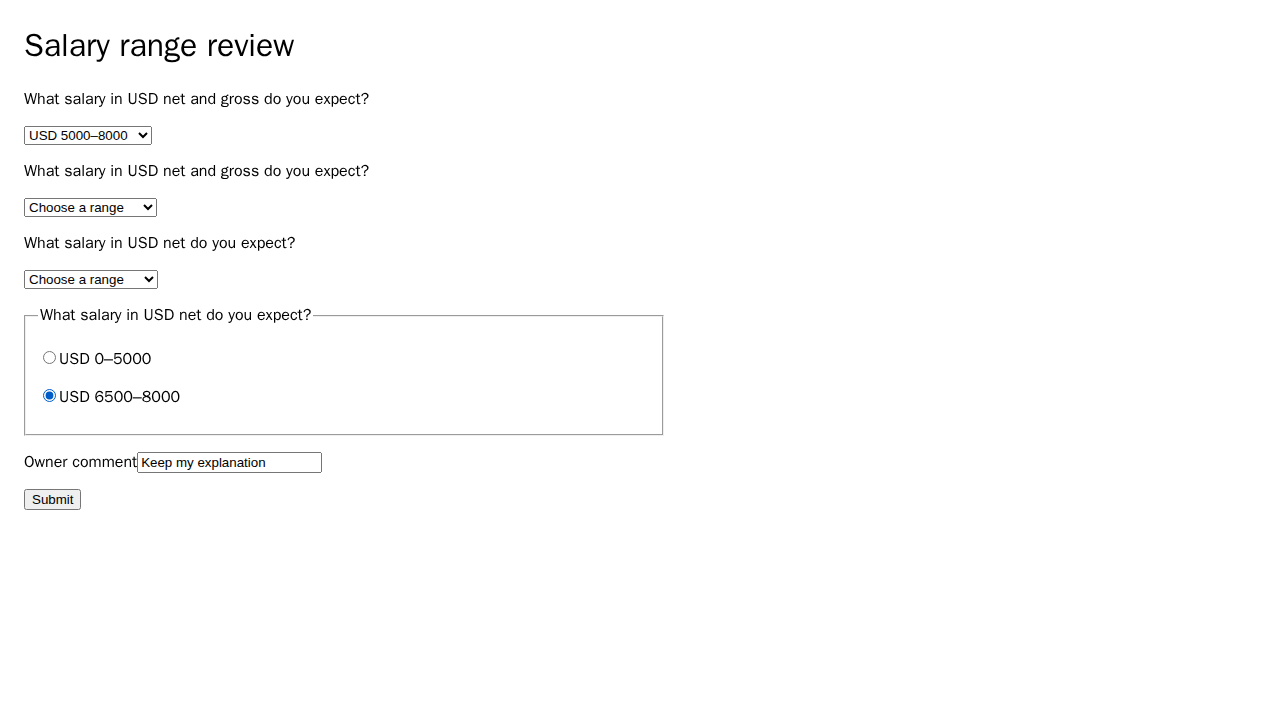 Salary range review
What salary in USD net and gross do you expect?
USD 5000–8000
What salary in USD net and gross do you expect?
Choose a range
What salary in USD net do you expect?
Choose a range
What salary in USD net do you expect?
USD 0–5000
USD 6500–8000
Owner comment Keep my explanation
Submit